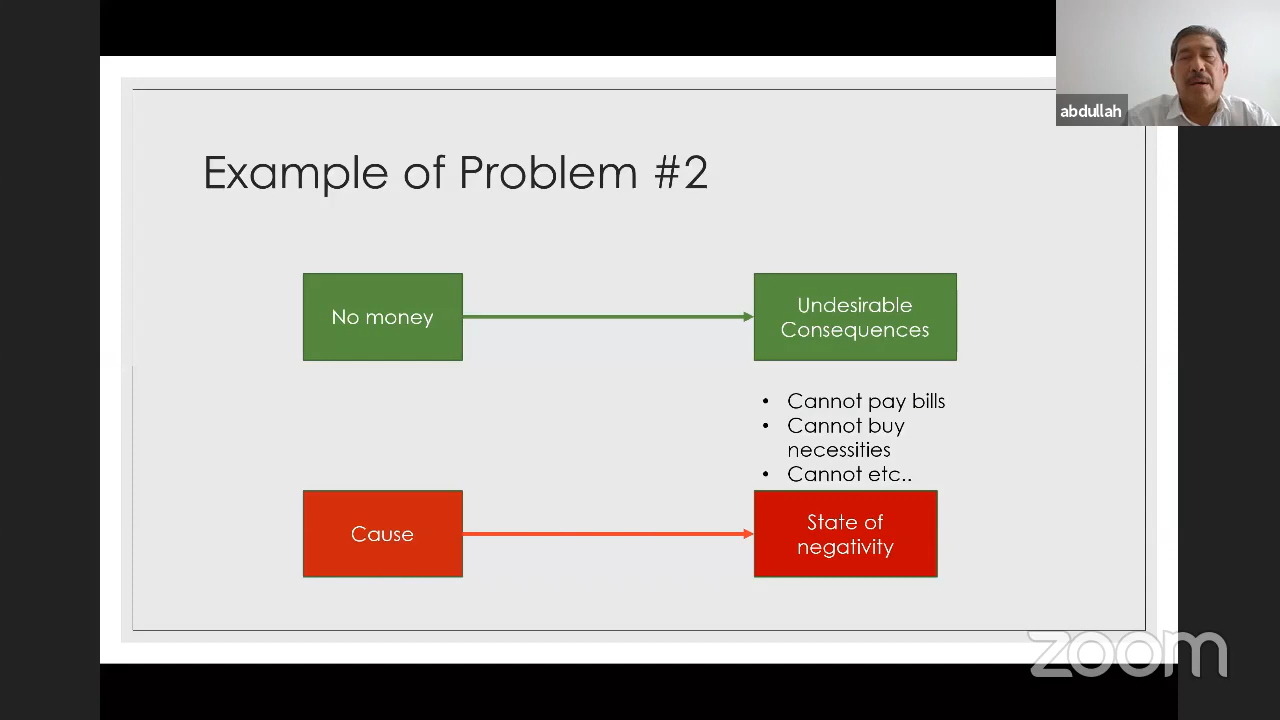 abdullah
Example of Problem #2
No money
Undesirable
Consequences
• Cannot pay bills
• Cannot buy
necessities
• Cannot etc..
Cause
State of
negativity
zoom